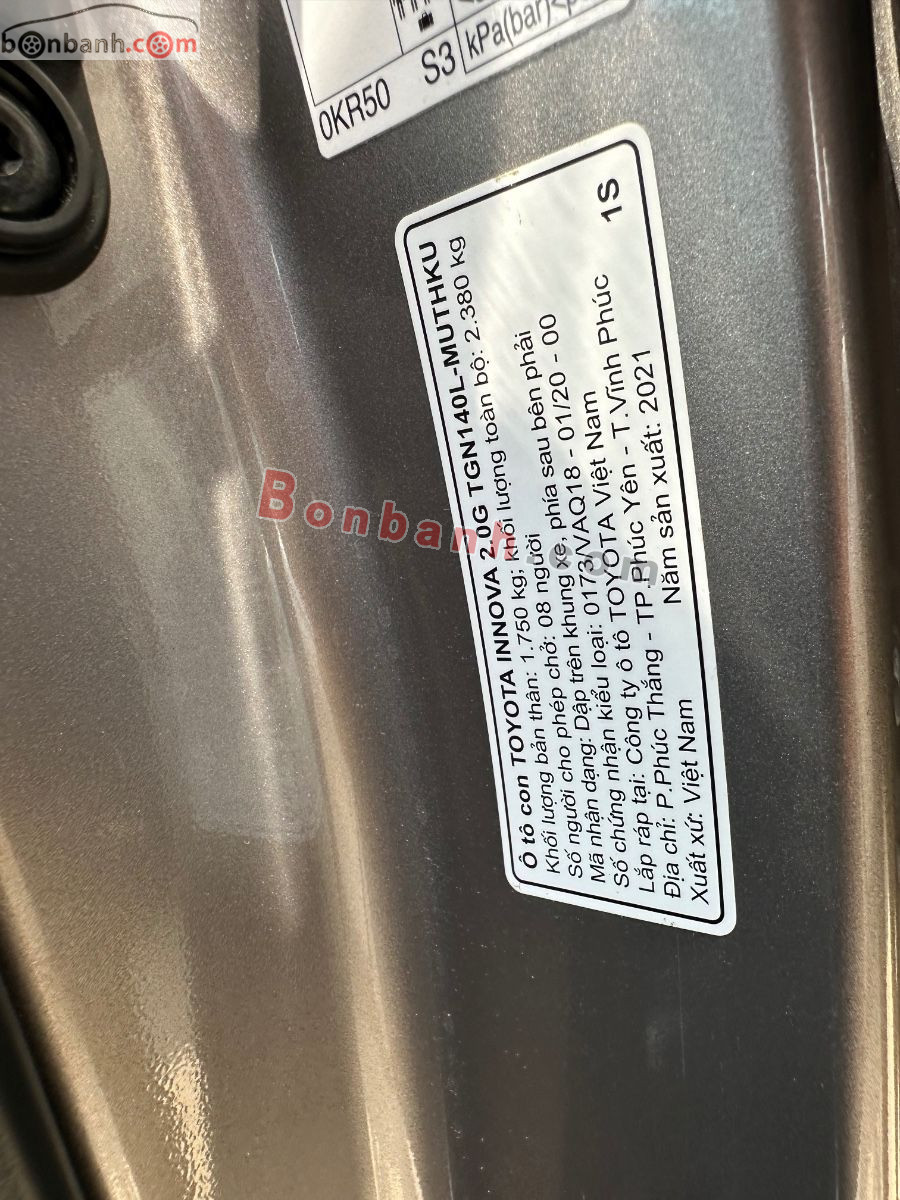 bonbanh.com
0KR50 S3 kPa(bar)
Ô tô con TOYOTA INNOVA 2.0G TGN140L-MUTHKU
Khối lượng bản thân: 1.750 kg; khối lượng toàn bộ: 2.380 kg
Số người cho phép chở: 08 người
Mã nhận dạng: Dập trên khung xe, phía sau bên phải
Số chứng nhận kiểu loại: 0173/VAQ18 - 01/20 - 00
Lắp ráp tại: Công ty ô tô TOYOTA Việt Nam
Địa chỉ: P.Phúc Thắng - TP.Phúc Yên - T.Vĩnh Phúc 1S
Xuất xứ: Việt Nam Năm sản xuất: 2021
Bonbanh.com